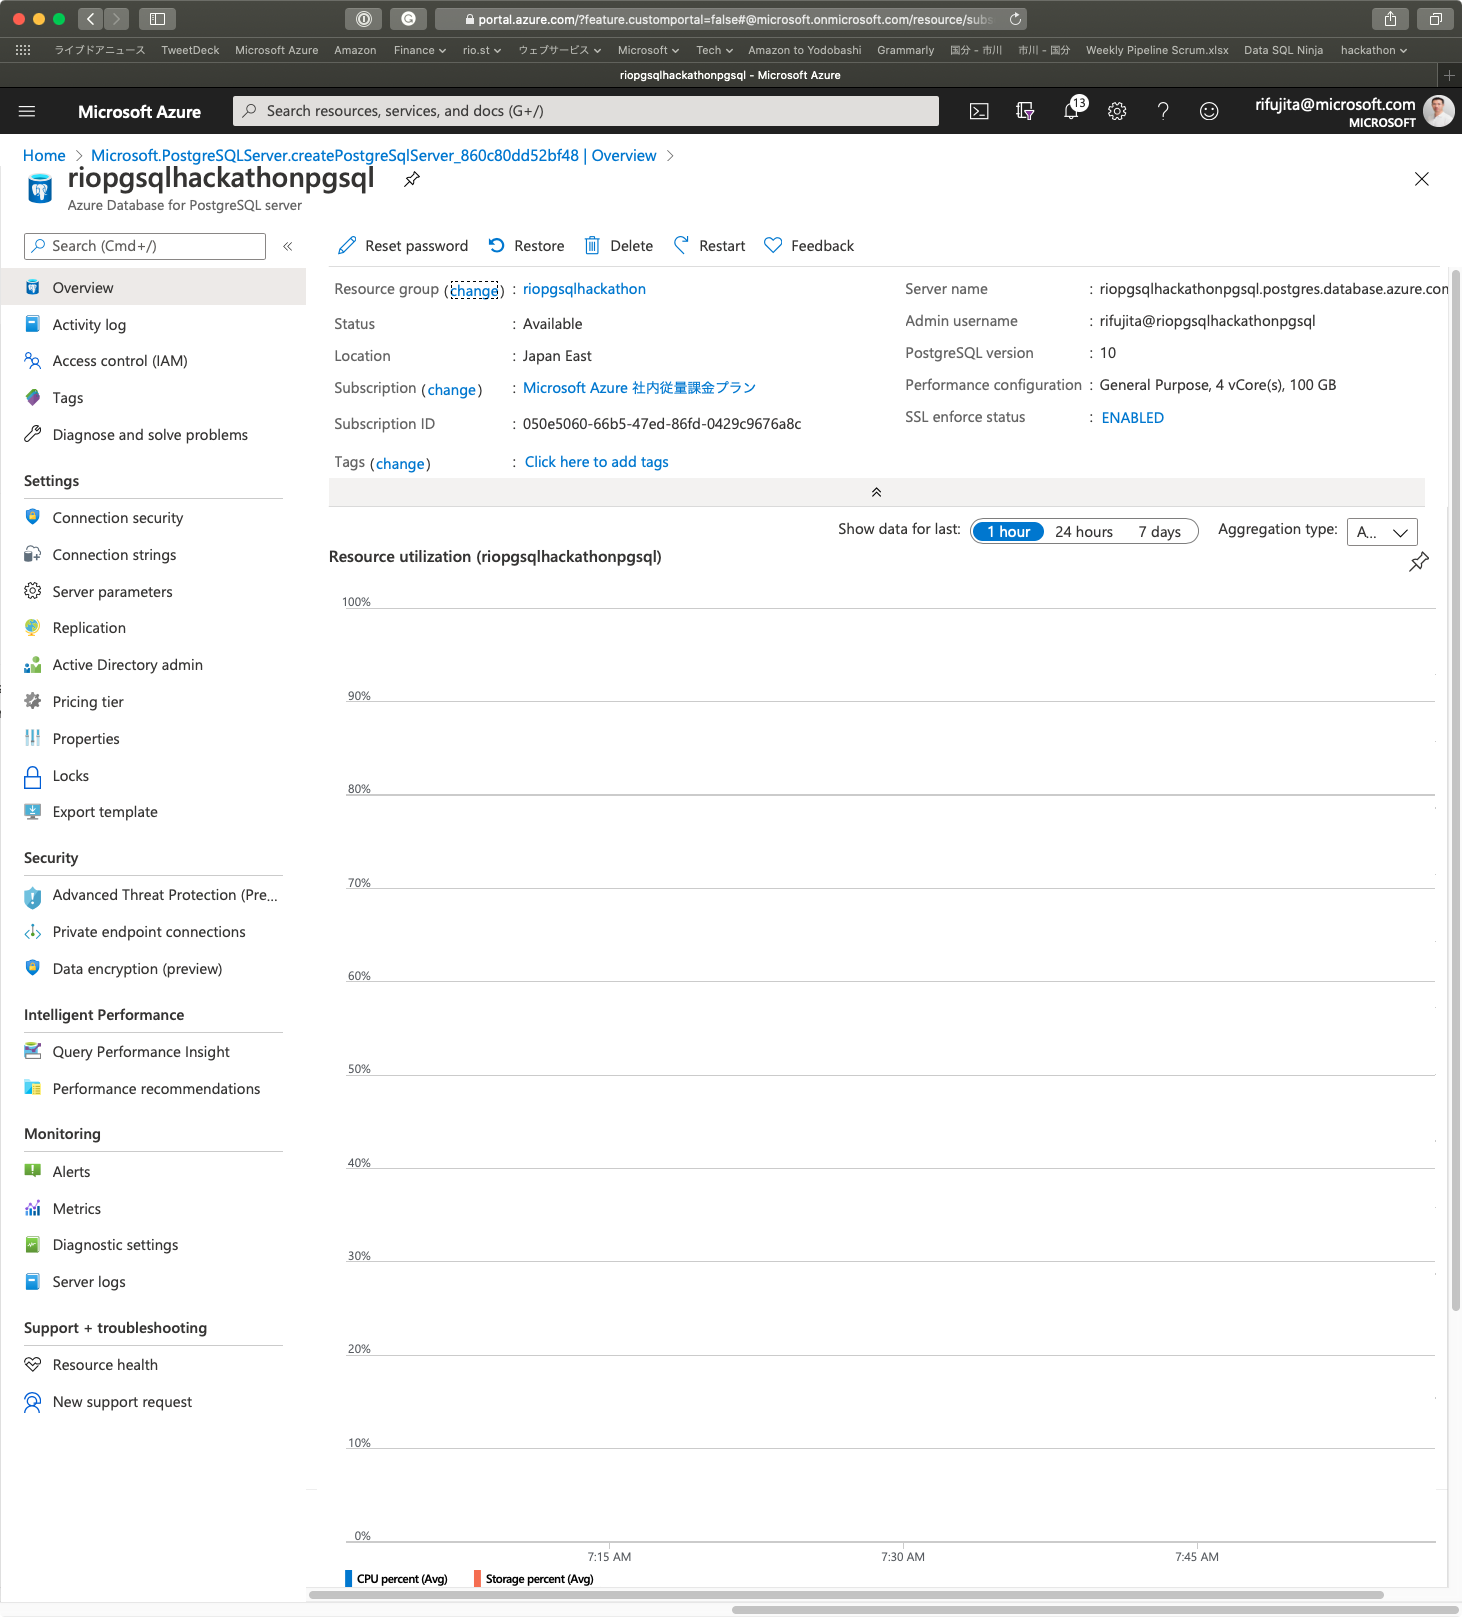 portal.azure.com/?feature.customportal=false#@microsoft.onmicrosoft.com/resource/subs
ライブドアニュース TweetDeck Microsoft Azure Amazon Finance rio.st ウェブサービス Microsoft Tech Amazon to Yodobashi Grammarly 国分 - 市川 市川 - 国分 Weekly Pipeline Scrum.xlsx Data SQL Ninja hackathon
riopgsqlhackathonpgsql - Microsoft Azure
Microsoft Azure
Search resources, services, and docs (G+/)
13
rifujita@microsoft.com
MICROSOFT
Home > Microsoft.PostgreSQLServer.createPostgreSqlServer_860c80dd52bf48 | Overview >
riopgsqlhackathonpgsql
Azure Database for PostgreSQL server
Search (Cmd+/)
«
Overview
Activity log
Access control (IAM)
Tags
Diagnose and solve problems
Settings
Connection security
Connection strings
Server parameters
Replication
Active Directory admin
Pricing tier
Properties
Locks
Export template
Security
Advanced Threat Protection (Pre...
Private endpoint connections
Data encryption (preview)
Intelligent Performance
Query Performance Insight
Performance recommendations
Monitoring
Alerts
Metrics
Diagnostic settings
Server logs
Support + troubleshooting
Resource health
New support request
Reset password Restore Delete Restart Feedback
Resource group (change) : riopgsqlhackathon
Status : Available
Location : Japan East
Subscription (change) : Microsoft Azure 社内従量課金プラン
Subscription ID : 050e5060-66b5-47ed-86fd-0429c9676a8c
Tags (change) : Click here to add tags
Server name : riopgsqlhackathonpgsql.postgres.database.azure.com
Admin username : rifujita@riopgsqlhackathonpgsql
PostgreSQL version : 10
Performance configuration : General Purpose, 4 vCore(s), 100 GB
SSL enforce status : ENABLED
Show data for last: 1 hour 24 hours 7 days Aggregation type: A...
Resource utilization (riopgsqlhackathonpgsql)
100%
90%
80%
70%
60%
50%
40%
30%
20%
10%
0%
7:15 AM 7:30 AM 7:45 AM
CPU percent (Avg) Storage percent (Avg)